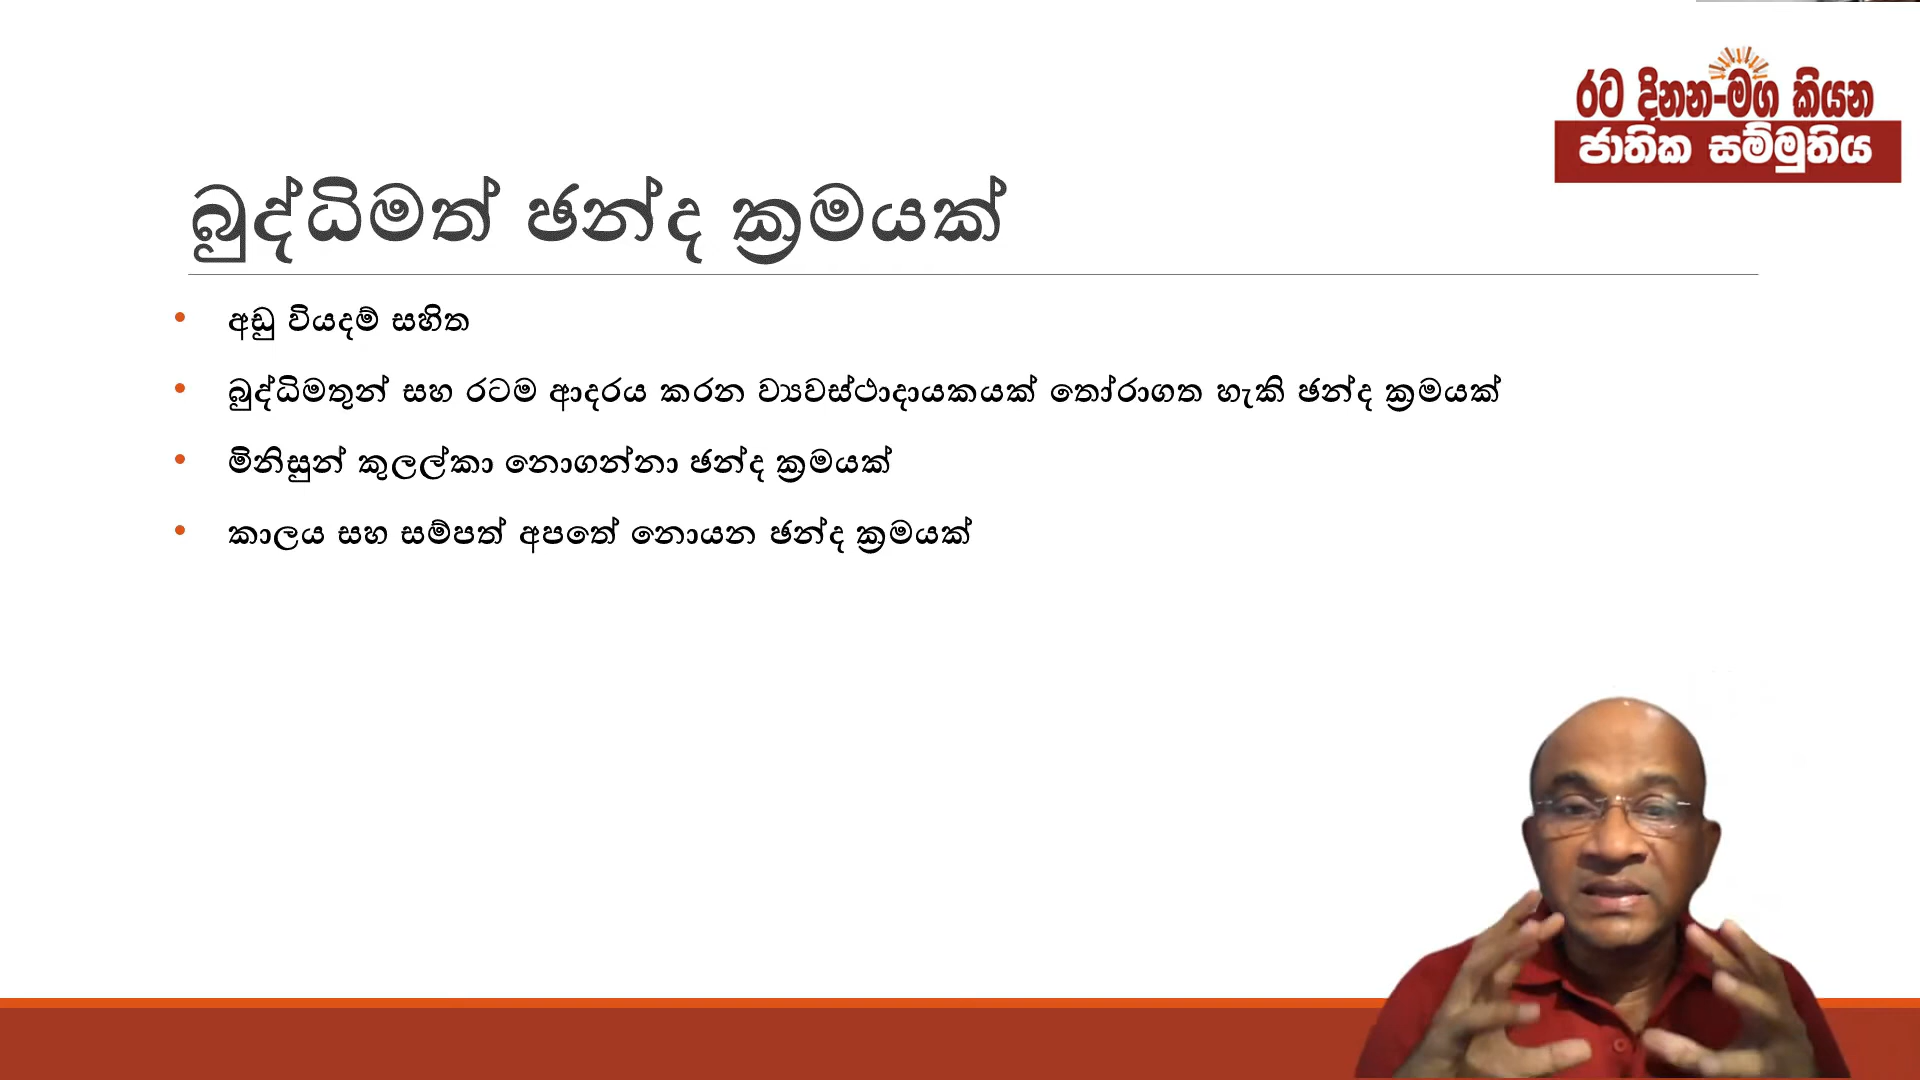 රට දිනන-මග කියන
ජාතික සම්මුතිය
බුද්ධිමත් ඡන්ද ක්‍රමයක්
අඩු වියදම් සහිත
බුද්ධිමතුන් සහ රටම ආදරය කරන ව්‍යවස්ථාදායකයක් තෝරාගත හැකි ඡන්ද ක්‍රමයක්
මිනිසුන් කුලල්කා නොගන්නා ඡන්ද ක්‍රමයක්
කාලය සහ සම්පත් අපතේ නොයන ඡන්ද ක්‍රමයක්